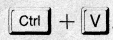 Ctrl + V